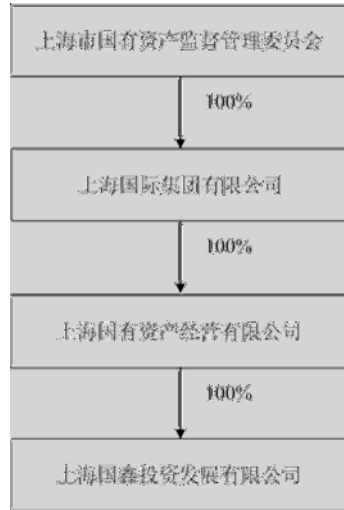 上海市国有资产监督管理委员会
100%
上海国际集团有限公司
100%
上海国有资产经营有限公司
100%
上海国鑫投资发展有限公司